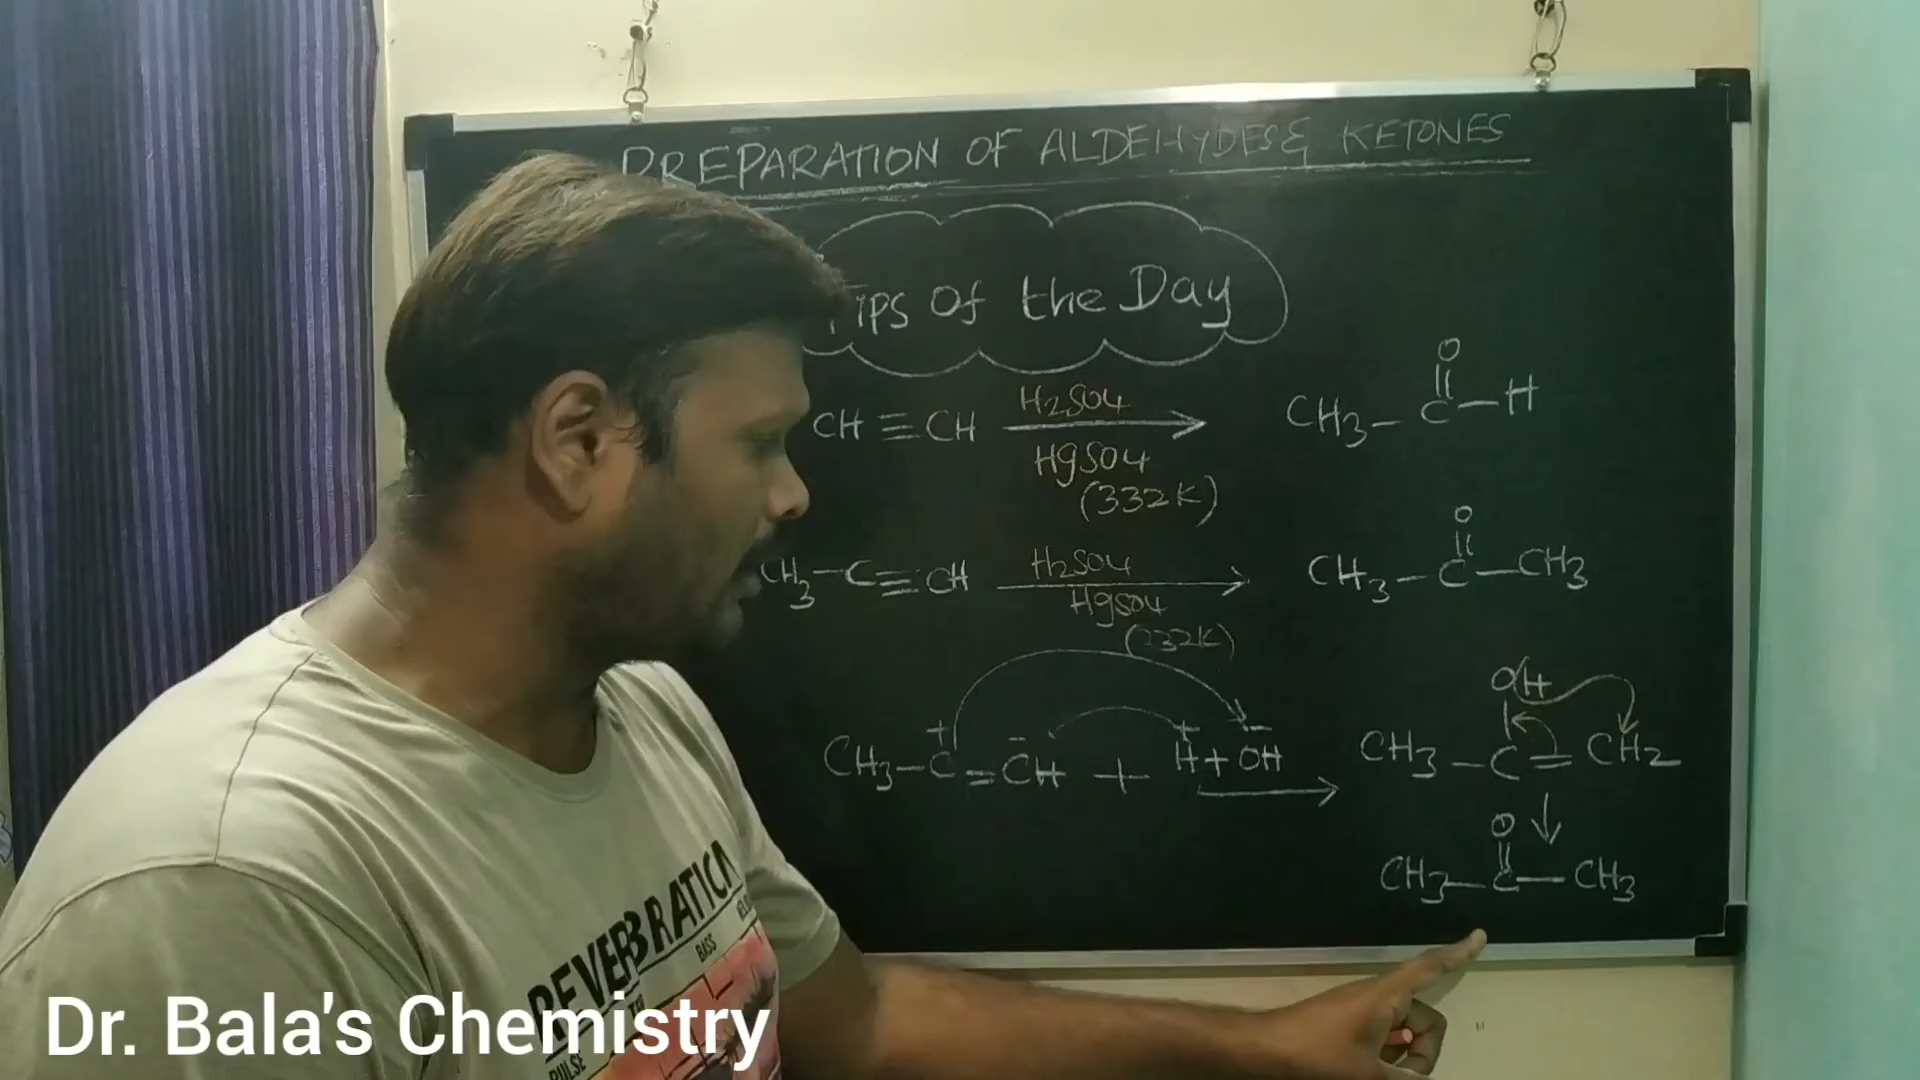 PREPARATION OF ALDEHYDES & KETONES
Tips Of the Day
CH≡CH H2SO4 HgSO4 (332K) CH3-C-H
O
CH3-C≡CH H2SO4 HgSO4 CH3-C-CH3
O
OH
CH3-C=CH + H + OH CH3-C=CH2
+ - + -
O
CH3-C-CH3
REVERBRATION
BASS
PULSE
Dr. Bala's Chemistry